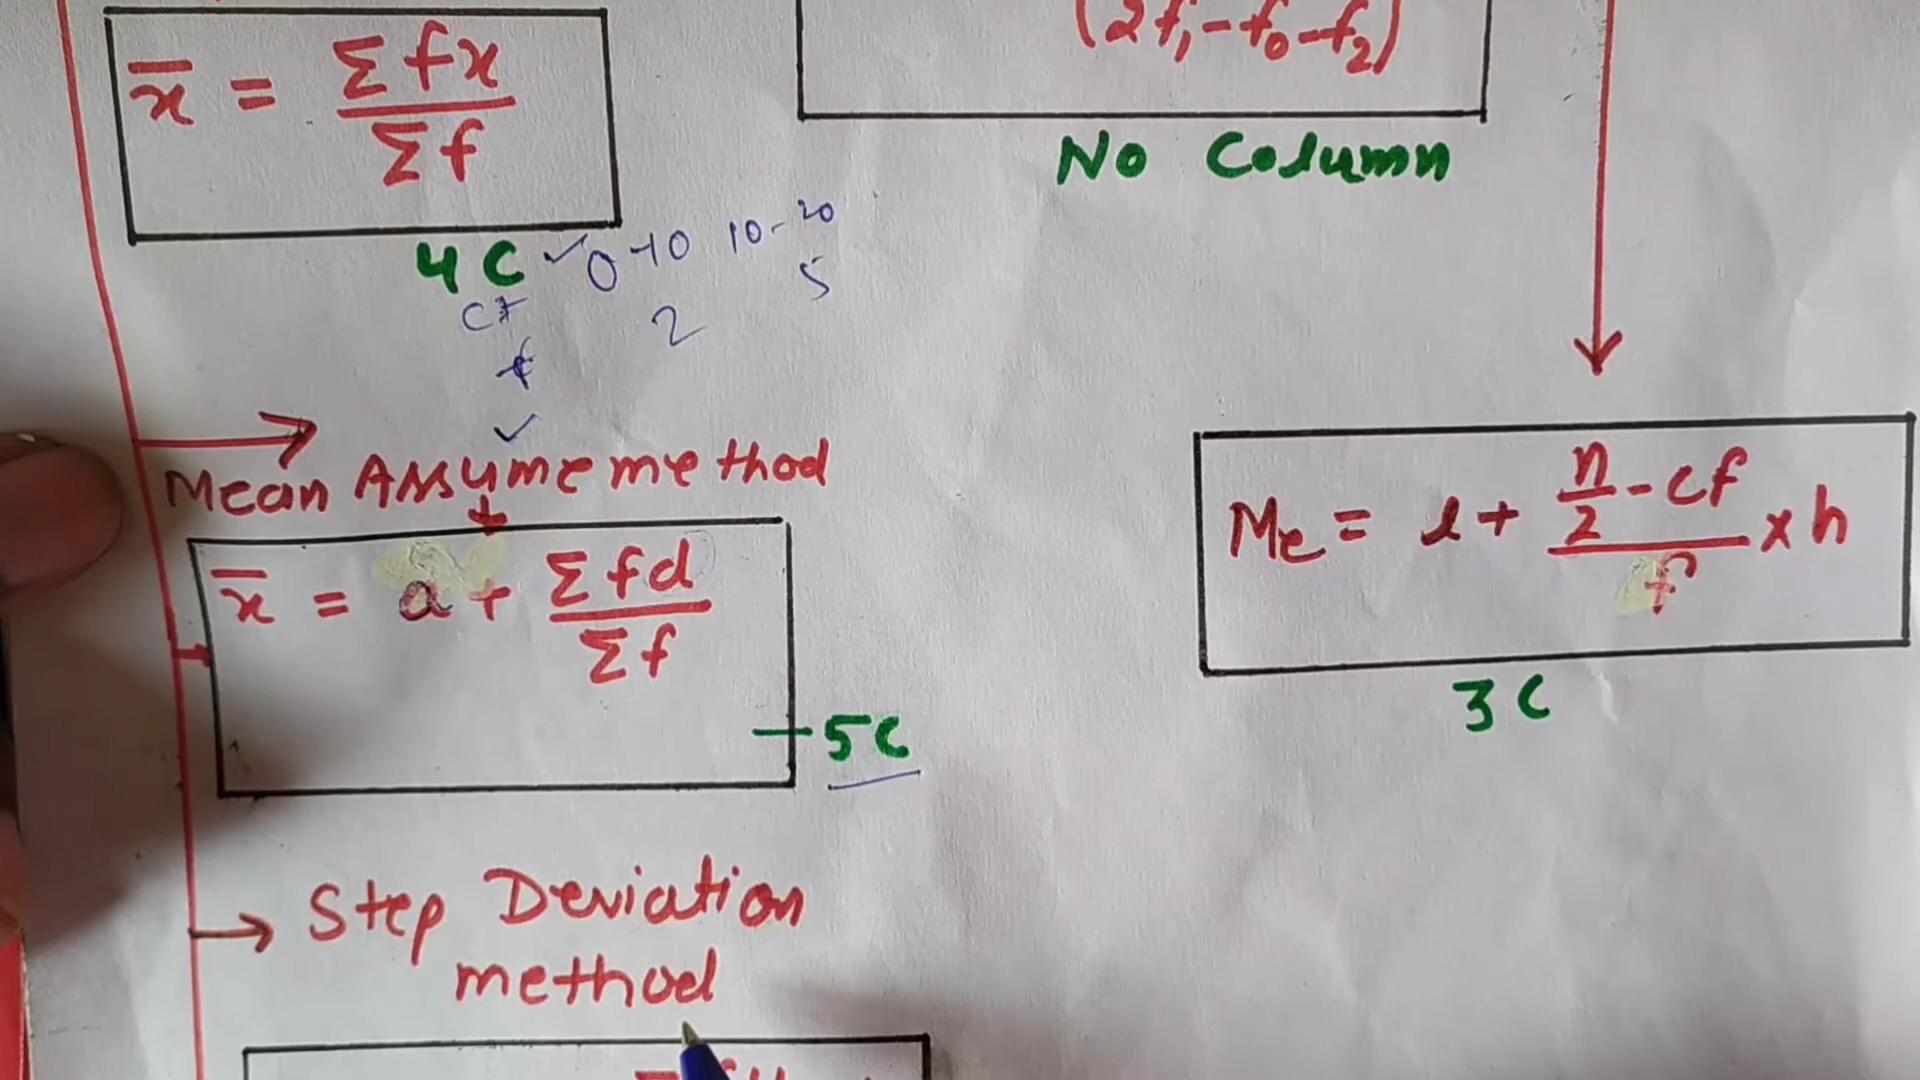 x̄ = Σfx / Σf
4C ✓ 0-10 10-20
CI 2 5
f
✓
(2f₁-f₀-f₂)
No Column
Mean Assume method
x̄ = a + Σfd / Σf
5C
Me = l + (n/2 - cf) / f × h
3C
Step Deviation
method